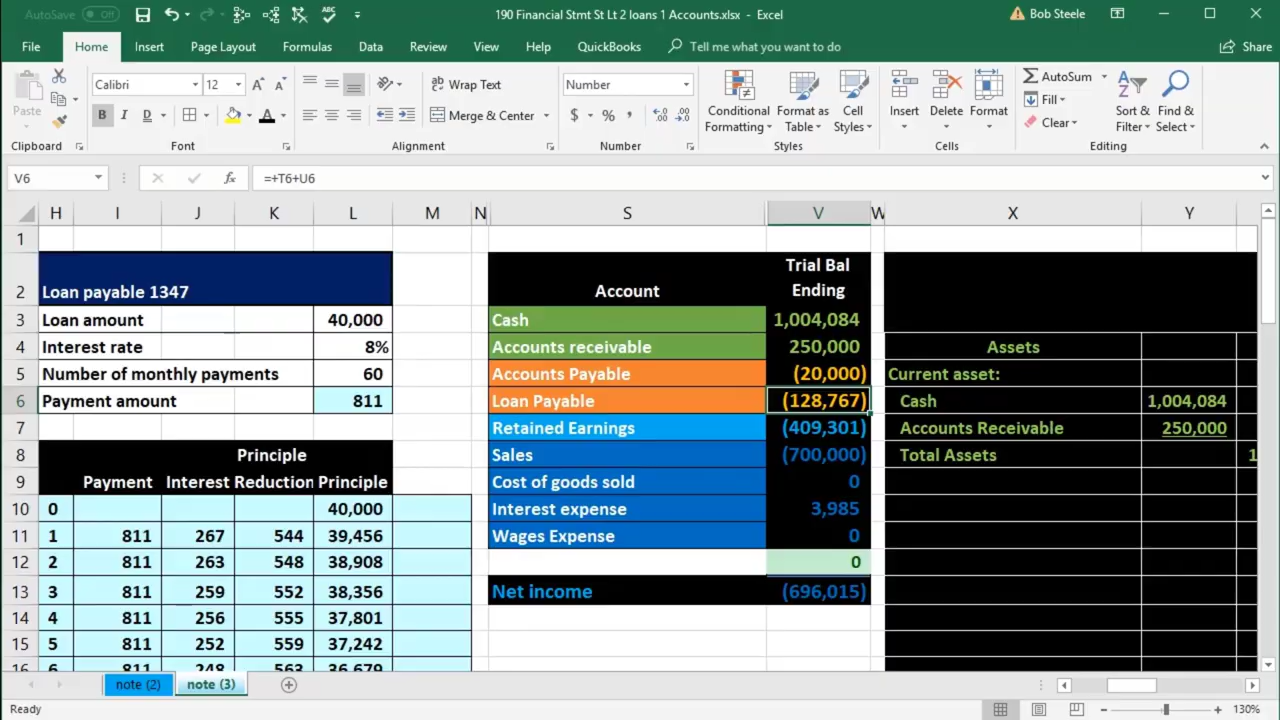 AutoSave Off 190 Financial Stmt St Lt 2 loans 1 Accounts.xlsx - Excel Bob Steele
File Home Insert Page Layout Formulas Data Review View Help QuickBooks Tell me what you want to do Share
Paste Calibri 12 A A Wrap Text Number Conditional Formatting Format as Table Cell Styles Insert Delete Format AutoSum Fill Clear Sort & Filter Find & Select
B I D A Merge & Center $ % ,
Clipboard Font Alignment Number Styles Cells Editing
V6 fx =+T6+U6
H I J K L M N S V W X Y
1
2 Loan payable 1347 Account Trial Bal Ending
3 Loan amount 40,000 Cash 1,004,084
4 Interest rate 8% Accounts receivable 250,000 Assets
5 Number of monthly payments 60 Accounts Payable (20,000) Current asset:
6 Payment amount 811 Loan Payable (128,767) Cash 1,004,084
7 Retained Earnings (409,301) Accounts Receivable 250,000
8 Principle Sales (700,000) Total Assets 1
9 Payment Interest Reduction Principle Cost of goods sold 0
10 0 40,000 Interest expense 3,985
11 1 811 267 544 39,456 Wages Expense 0
12 2 811 263 548 38,908 0
13 3 811 259 552 38,356 Net income (696,015)
14 4 811 256 555 37,801
15 5 811 252 559 37,242
16 6 811 248 563 36,679
note (2) note (3)
Ready 130%